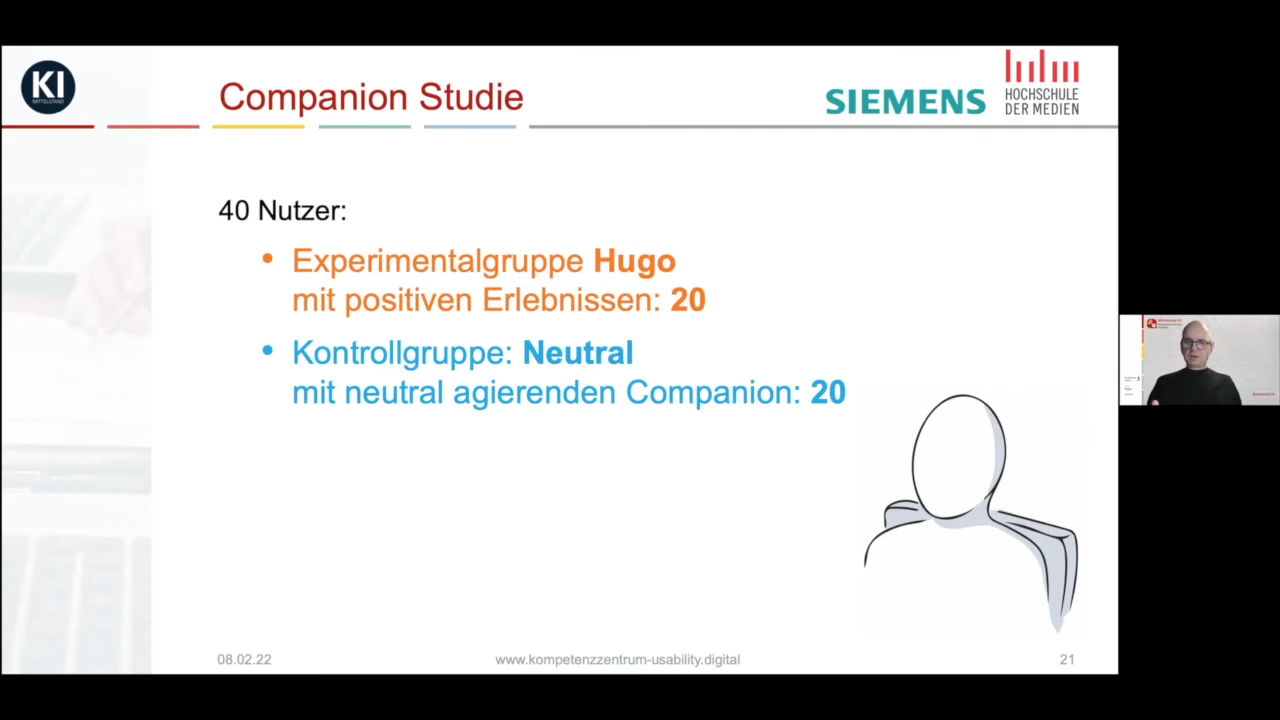 KI
MITTELSTAND
Companion Studie
SIEMENS
HOCHSCHULE
DER MEDIEN
40 Nutzer:
• Experimentalgruppe Hugo
mit positiven Erlebnissen: 20
• Kontrollgruppe: Neutral
mit neutral agierenden Companion: 20
08.02.22
www.kompetenzzentrum-usability.digital
21